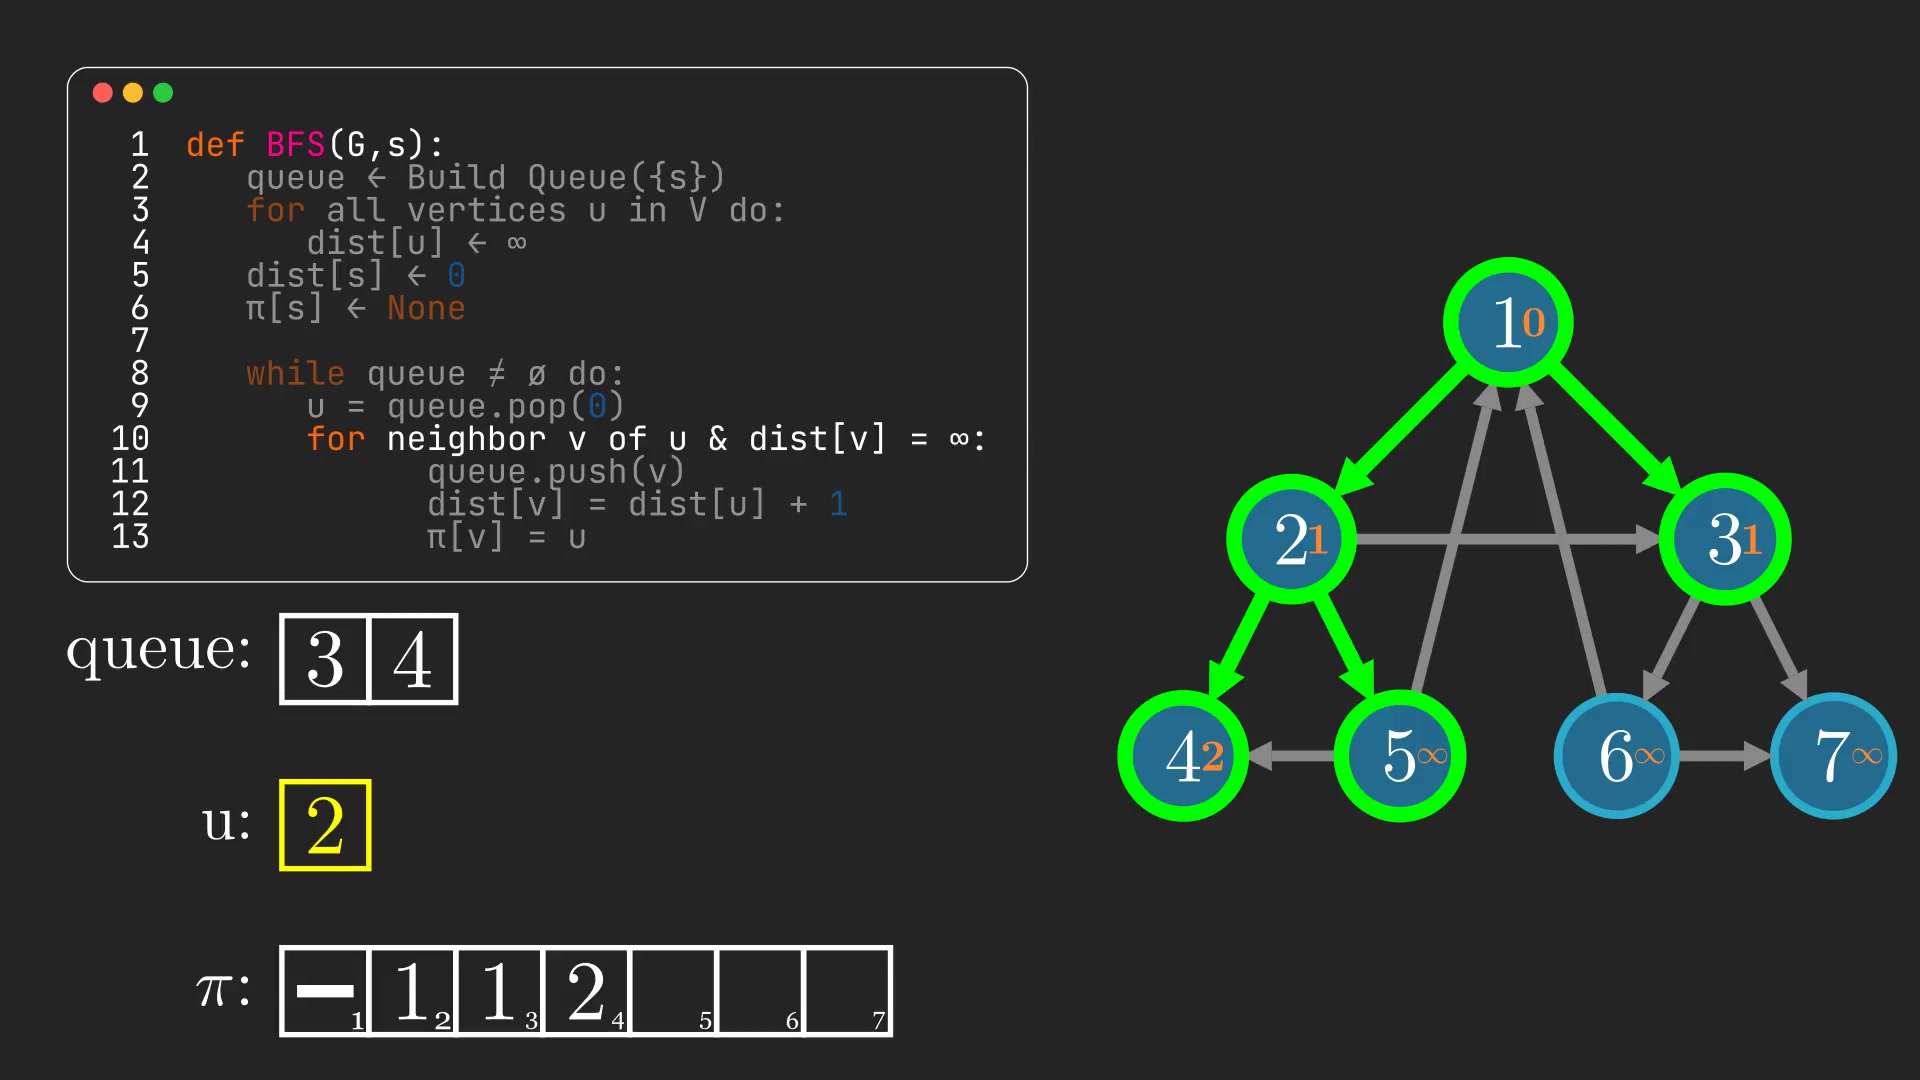 1 def BFS(G,s):
2 queue ← Build Queue({s})
3 for all vertices u in V do:
4 dist[u] ← ∞
5 dist[s] ← 0
6 π[s] ← None
7
8 while queue ≠ ø do:
9 u = queue.pop(0)
10 for neighbor v of u & dist[v] = ∞:
11 queue.push(v)
12 dist[v] = dist[u] + 1
13 π[v] = u
queue: 3 4
u: 2
π: – 1 1 2
1 2 3 4 5 6 7
1 0
2 1
3 1
4 2
5 ∞
6 ∞
7 ∞